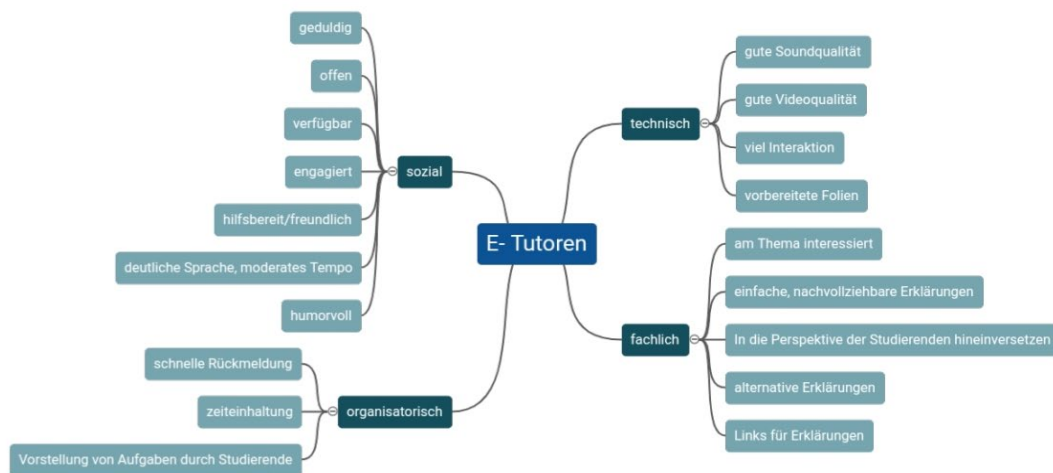 E- Tutoren
sozial
geduldig
offen
verfügbar
engagiert
hilfsbereit/freundlich
deutliche Sprache, moderates Tempo
humorvoll
organisatorisch
schnelle Rückmeldung
zeiteinhaltung
Vorstellung von Aufgaben durch Studierende
technisch
gute Soundqualität
gute Videoqualität
viel Interaktion
vorbereitete Folien
fachlich
am Thema interessiert
einfache, nachvollziehbare Erklärungen
In die Perspektive der Studierenden hineinversetzen
alternative Erklärungen
Links für Erklärungen